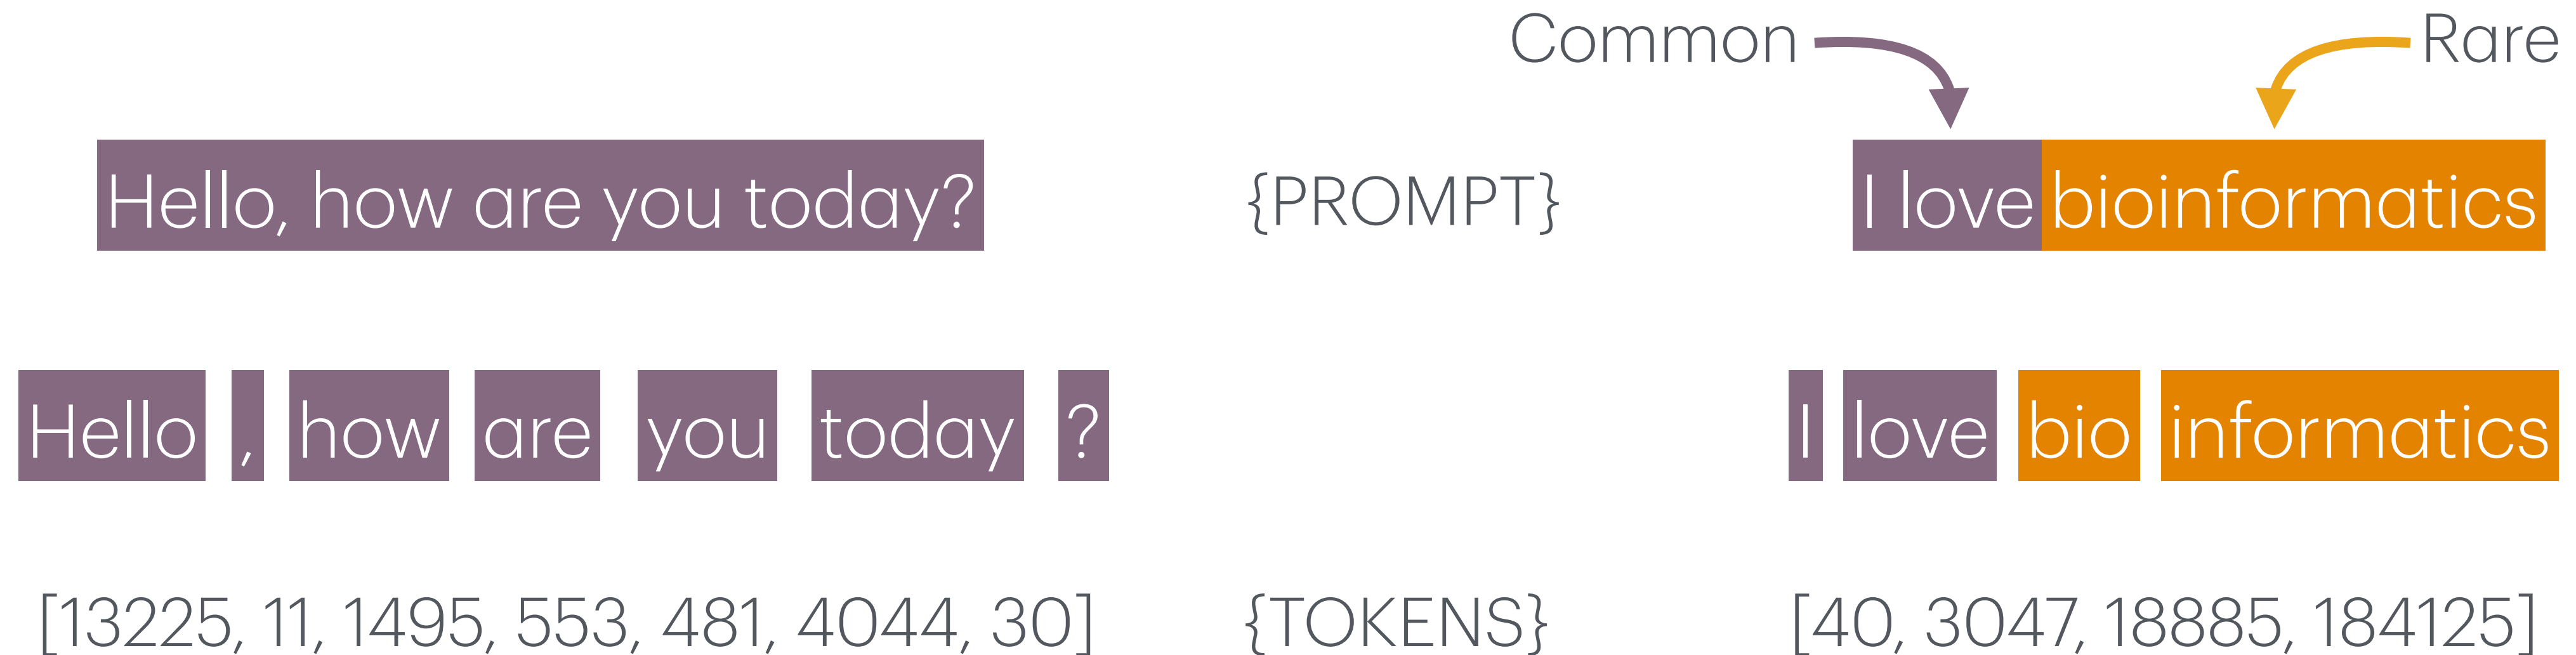 Common Rare
Hello, how are you today? {PROMPT} I love bioinformatics
Hello , how are you today ? I love bio informatics
[13225, 11, 1495, 553, 481, 4044, 30] {TOKENS} [40, 3047, 18885, 184125]